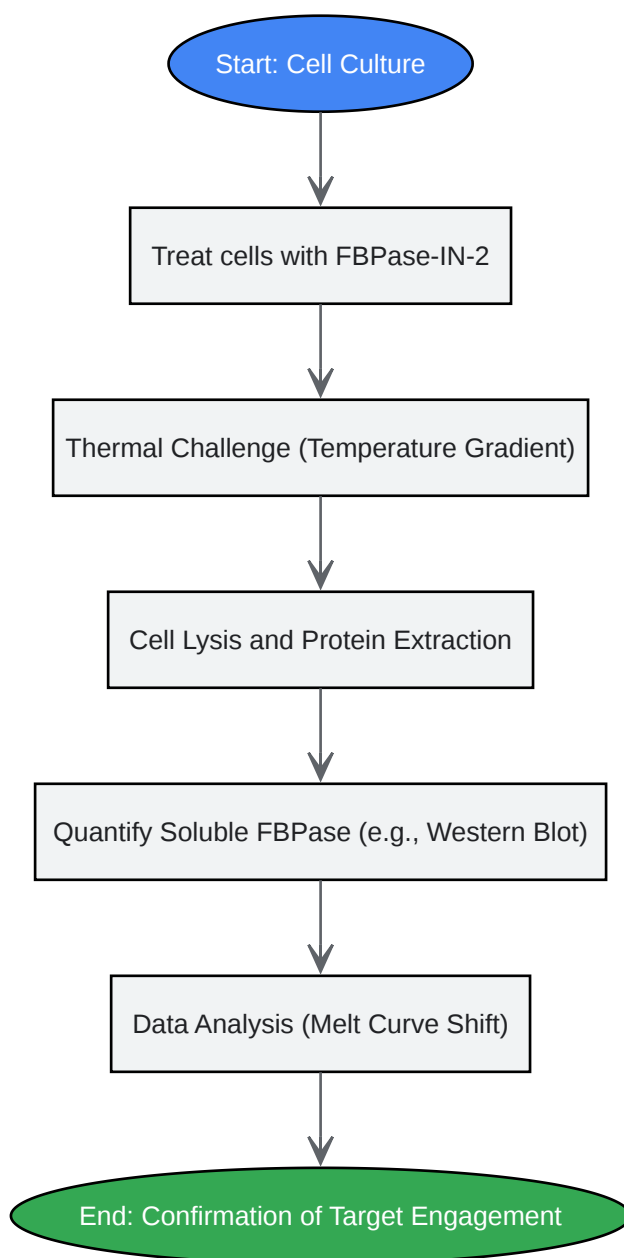 Start: Cell Culture
Treat cells with FBPase-IN-2
Thermal Challenge (Temperature Gradient)
Cell Lysis and Protein Extraction
Quantify Soluble FBPase (e.g., Western Blot)
Data Analysis (Melt Curve Shift)
End: Confirmation of Target Engagement